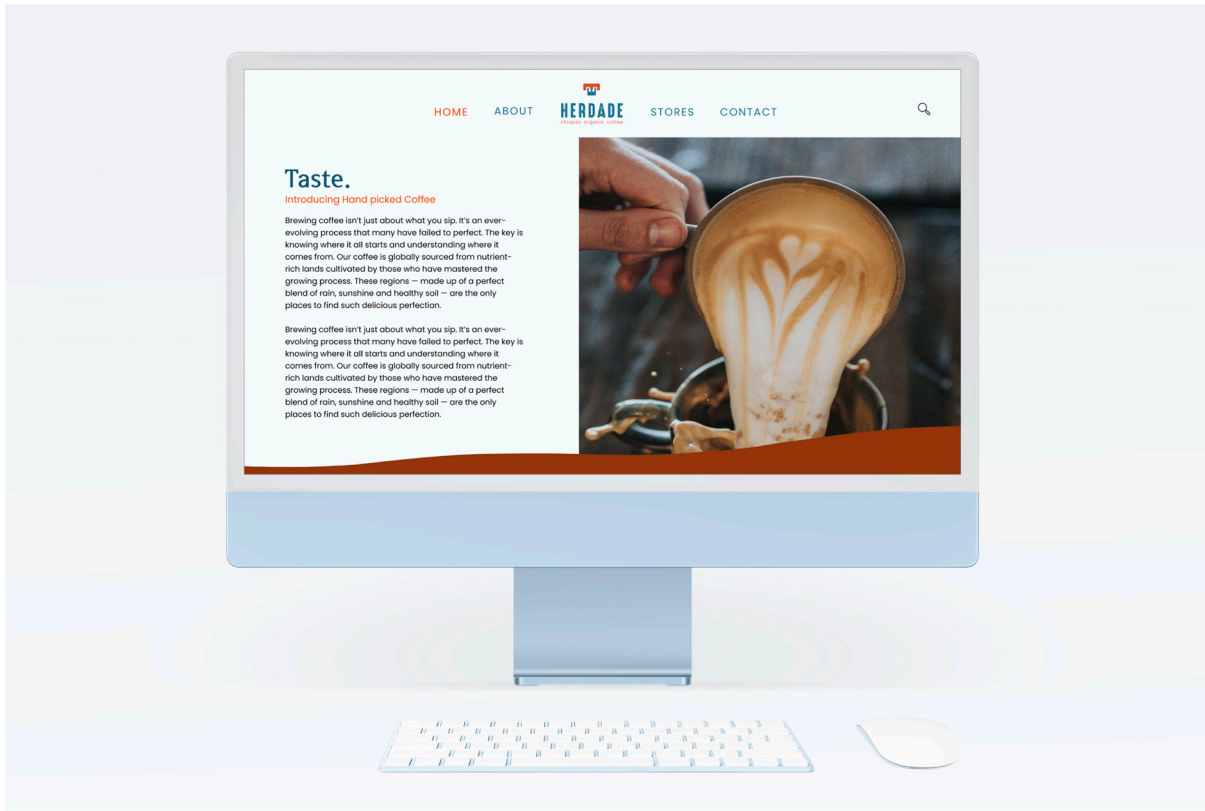 HOME ABOUT HERDADE STORES CONTACT
chiapas organic coffee
Taste.
Introducing Hand picked Coffee
Brewing coffee isn't just about what you sip. It's an ever-
evolving process that many have failed to perfect. The key is
knowing where it all starts and understanding where it
comes from. Our coffee is globally sourced from nutrient-
rich lands cultivated by those who have mastered the
growing process. These regions — made up of a perfect
blend of rain, sunshine and healthy soil — are the only
places to find such delicious perfection.
Brewing coffee isn't just about what you sip. It's an ever-
evolving process that many have failed to perfect. The key is
knowing where it all starts and understanding where it
comes from. Our coffee is globally sourced from nutrient-
rich lands cultivated by those who have mastered the
growing process. These regions — made up of a perfect
blend of rain, sunshine and healthy soil — are the only
places to find such delicious perfection.